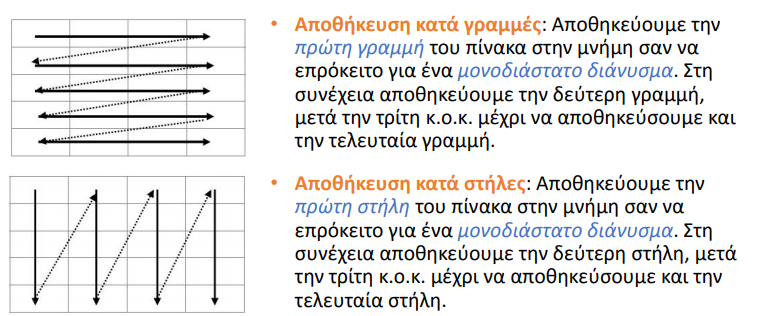 • Αποθήκευση κατά γραμμές: Αποθηκεύουμε την
πρώτη γραμμή του πίνακα στην μνήμη σαν να
επρόκειτο για ένα μονοδιάστατο διάνυσμα. Στη
συνέχεια αποθηκεύουμε την δεύτερη γραμμή,
μετά την τρίτη κ.ο.κ. μέχρι να αποθηκεύσουμε και
την τελευταία γραμμή.
• Αποθήκευση κατά στήλες: Αποθηκεύουμε την
πρώτη στήλη του πίνακα στην μνήμη σαν να
επρόκειτο για ένα μονοδιάστατο διάνυσμα. Στη
συνέχεια αποθηκεύουμε την δεύτερη στήλη, μετά
την τρίτη κ.ο.κ. μέχρι να αποθηκεύσουμε και την
τελευταία στήλη.